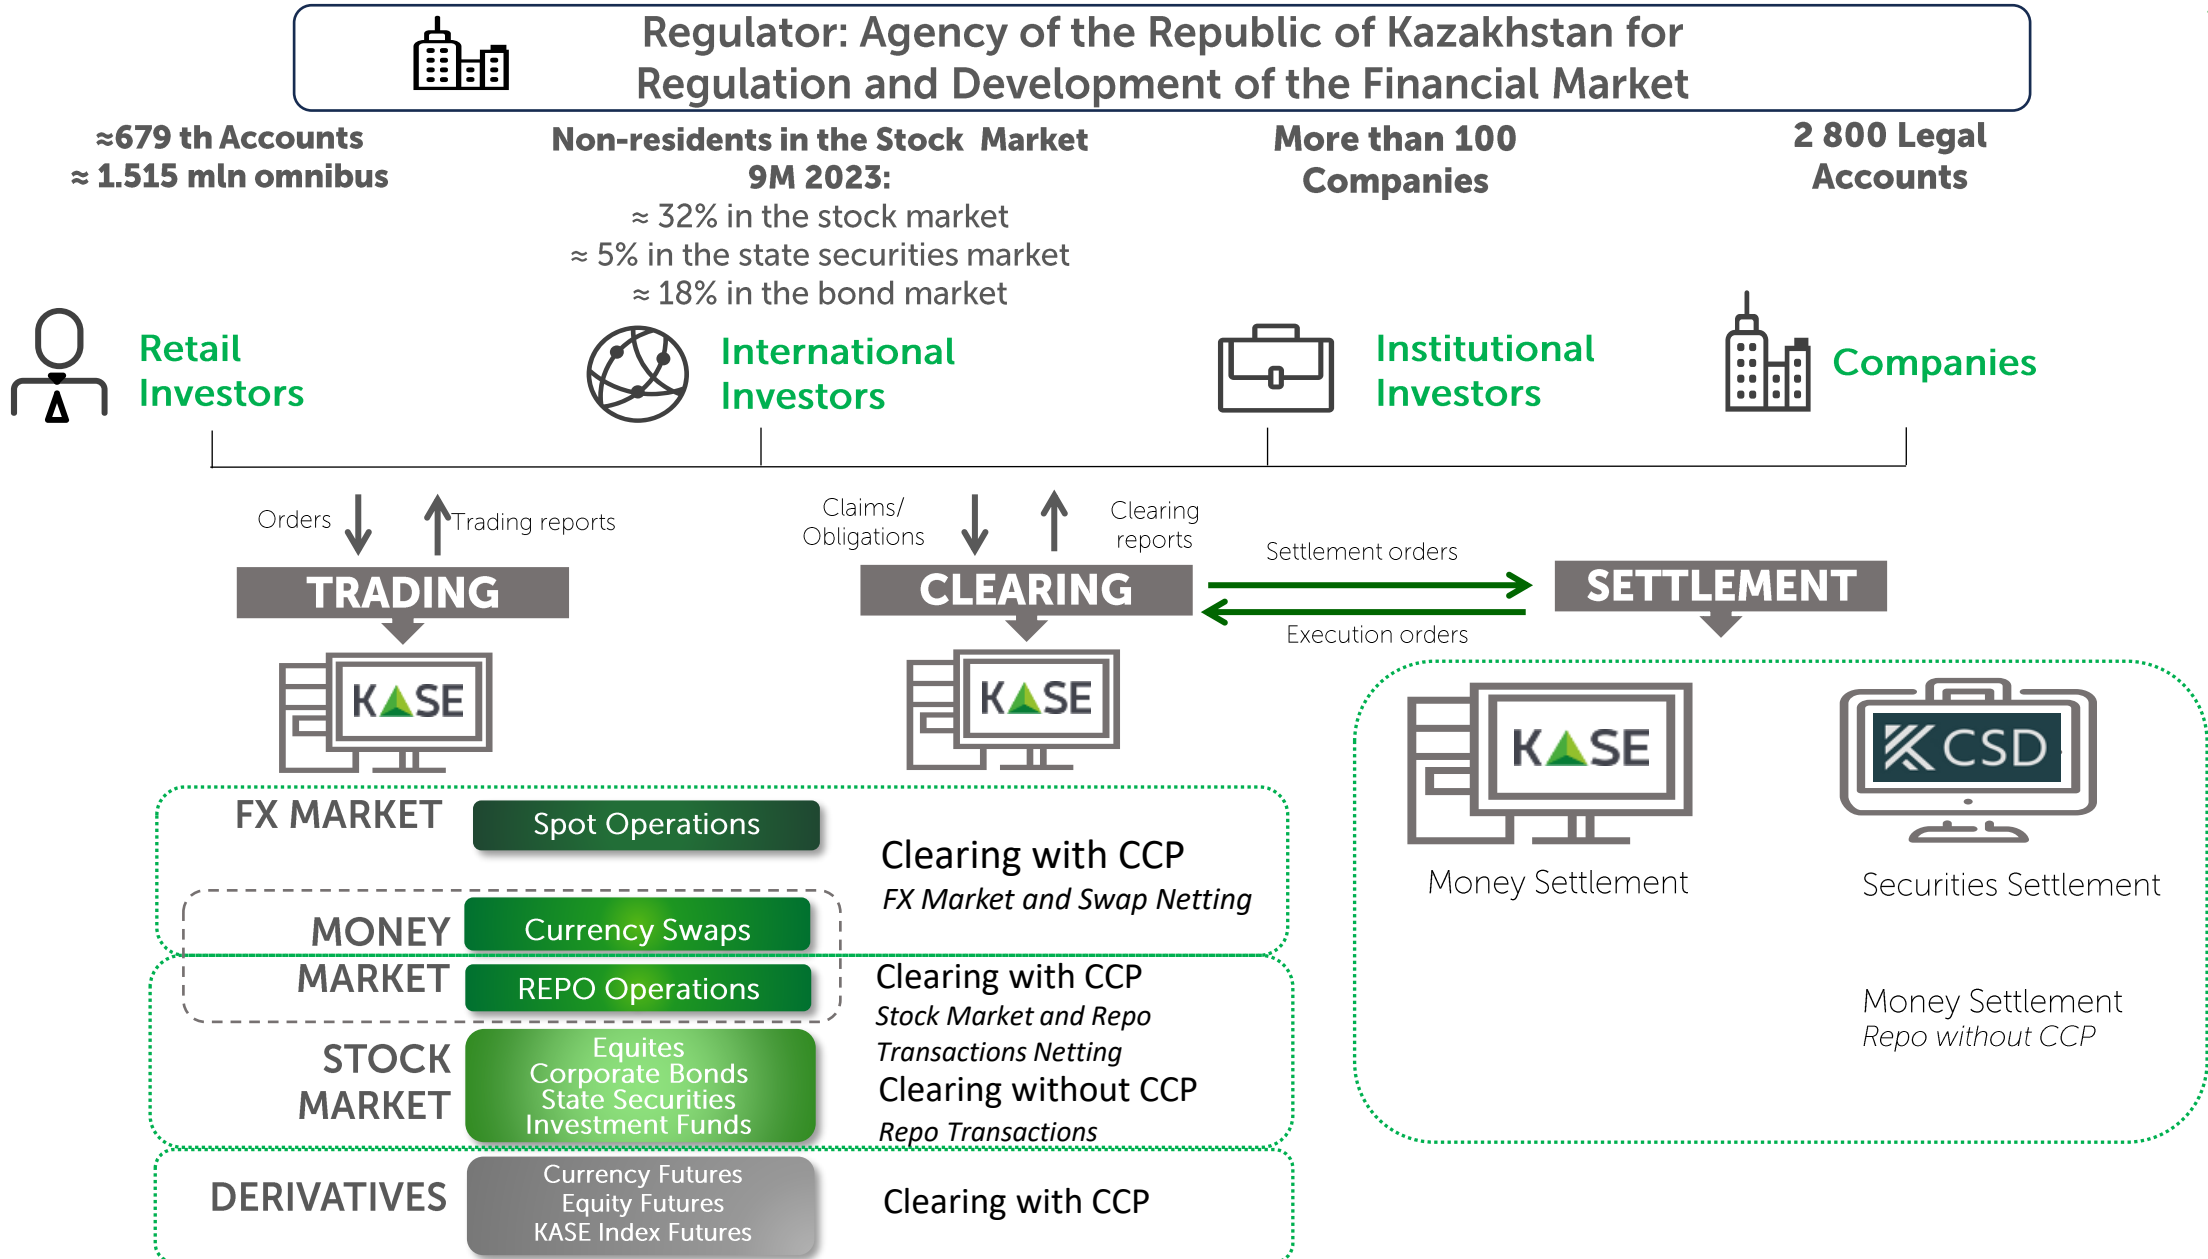 Regulator: Agency of the Republic of Kazakhstan for
Regulation and Development of the Financial Market
≈679 th Accounts
≈ 1.515 mln omnibus
Non-residents in the Stock Market
9M 2023:
≈ 32% in the stock market
≈ 5% in the state securities market
≈ 18% in the bond market
More than 100
Companies
2 800 Legal
Accounts
Retail
Investors
International
Investors
Institutional
Investors
Companies
Orders
Trading reports
Claims/
Obligations
Clearing
reports
Settlement orders
Execution orders
TRADING
CLEARING
SETTLEMENT
KASE
KASE
KASE
CSD
Money Settlement
Securities Settlement
Money Settlement
Repo without CCP
FX MARKET
Spot Operations
Clearing with CCP
FX Market and Swap Netting
MONEY
MARKET
Currency Swaps
REPO Operations
Clearing with CCP
Stock Market and Repo
Transactions Netting
STOCK
MARKET
Equites
Corporate Bonds
State Securities
Investment Funds
Clearing without CCP
Repo Transactions
DERIVATIVES
Currency Futures
Equity Futures
KASE Index Futures
Clearing with CCP